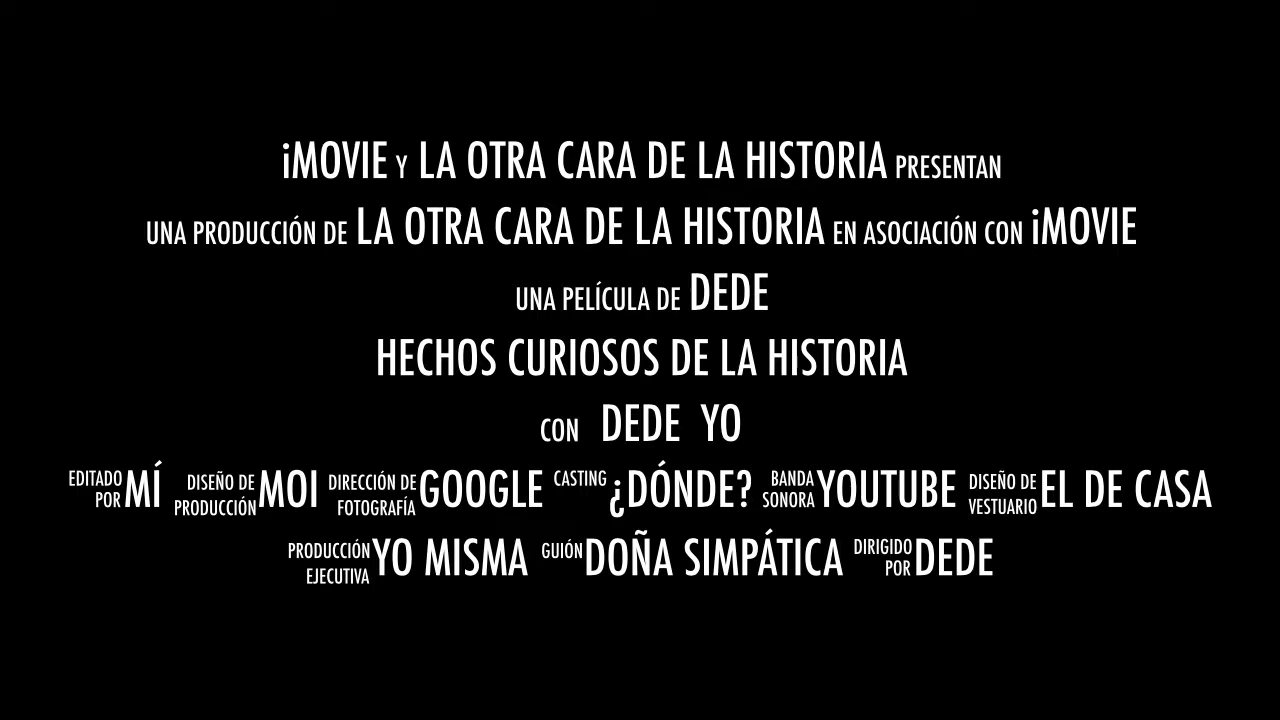 iMOVIE Y LA OTRA CARA DE LA HISTORIA PRESENTAN
UNA PRODUCCIÓN DE LA OTRA CARA DE LA HISTORIA EN ASOCIACIÓN CON iMOVIE
UNA PELÍCULA DE DEDE
HECHOS CURIOSOS DE LA HISTORIA
CON DEDE YO
EDITADO POR MÍ DISEÑO DE PRODUCCIÓN MOI DIRECCIÓN DE FOTOGRAFÍA GOOGLE CASTING ¿DÓNDE? BANDA SONORA YOUTUBE DISEÑO DE VESTUARIO EL DE CASA
PRODUCCIÓN EJECUTIVA YO MISMA GUIÓN DOÑA SIMPÁTICA DIRIGIDO POR DEDE